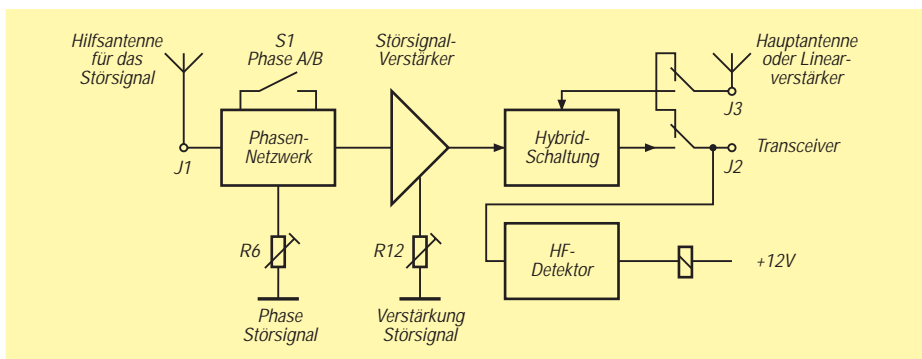 Hilfsantenne
für das
Störsignal
S1
Phase A/B
Störsignal-
Verstärker
Hauptantenne
oder Linear-
verstärker
J3
J1
Phasen-
Netzwerk
Hybrid-
Schaltung
Transceiver
J2
R6
R12
HF-
Detektor
+12V
Phase
Störsignal
Verstärkung
Störsignal